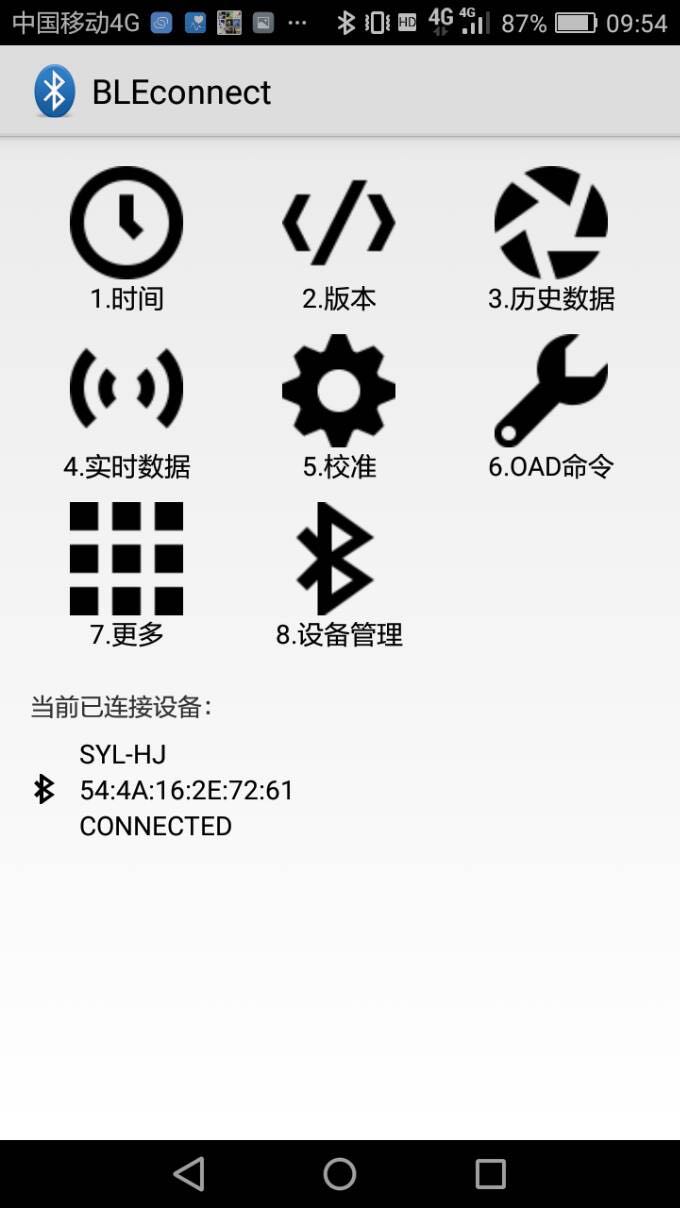 中国移动4G HD 4G 4G 87% 09:54
BLEconnect
1.时间 2.版本 3.历史数据
4.实时数据 5.校准 6.OAD命令
7.更多 8.设备管理
当前已连接设备：
SYL-HJ
54:4A:16:2E:72:61
CONNECTED